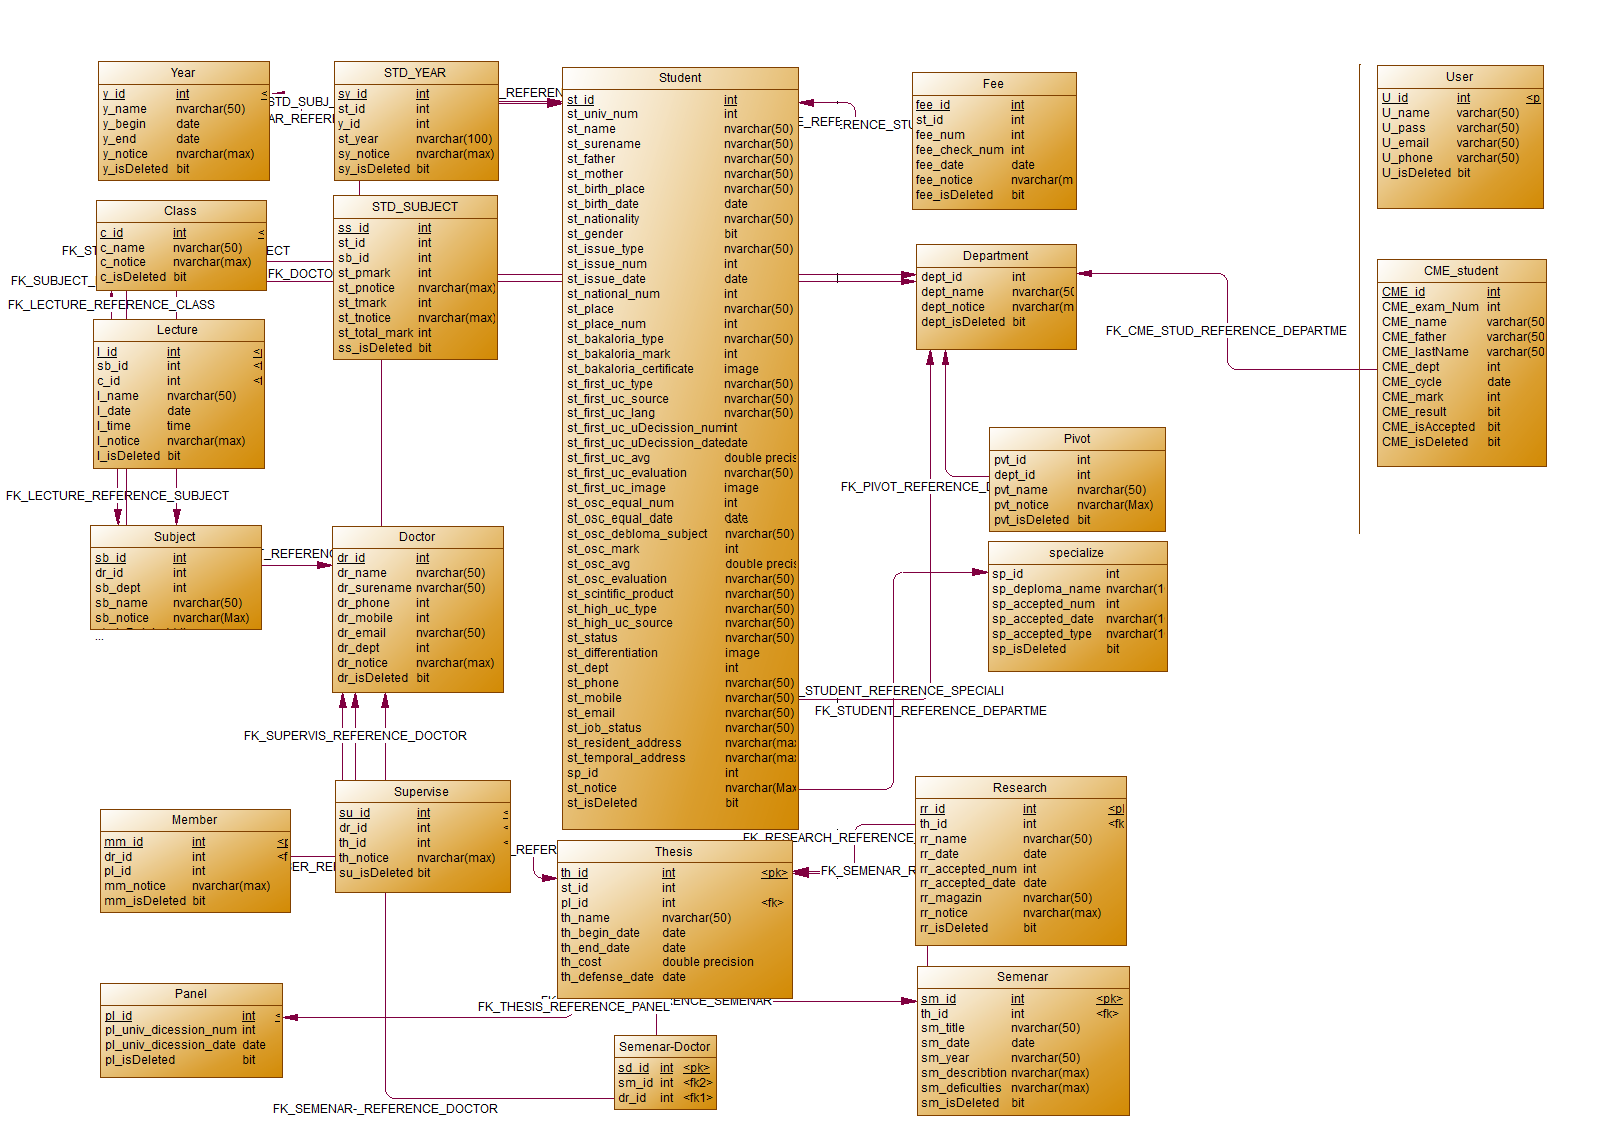 Year
y_id int <
y_name nvarchar(50)
y_begin date
y_end date
y_notice nvarchar(max)
y_isDeleted bit
STD_SUBJ
AR_REFERI
STD_YEAR
sy_id int
st_id int
y_id int
st_year nvarchar(100)
sy_notice nvarchar(max)
sy_isDeleted bit
_REFEREN
Student
st_id int
st_univ_num int
st_name nvarchar(50)
st_surename nvarchar(50)
st_father nvarchar(50)
st_mother nvarchar(50)
st_birth_place nvarchar(50)
st_birth_date date
st_nationality nvarchar(50)
st_gender bit
st_issue_type nvarchar(50)
st_issue_num int
st_issue_date date
st_national_num int
st_place nvarchar(50)
st_place_num int
st_bakaloria_type nvarchar(50)
st_bakaloria_mark int
st_bakaloria_certificate image
st_first_uc_type nvarchar(50)
st_first_uc_source nvarchar(50)
st_first_uc_lang nvarchar(50)
st_first_uc_uDecission_num int
st_first_uc_uDecission_date date
st_first_uc_avg double precis
st_first_uc_evaluation nvarchar(50)
st_first_uc_image image
st_osc_equal_num int
st_osc_equal_date date
st_osc_debloma_subject nvarchar(50)
st_osc_mark int
st_osc_avg double precis
st_osc_evaluation nvarchar(50)
st_scintific_product nvarchar(50)
st_high_uc_type nvarchar(50)
st_high_uc_source nvarchar(50)
st_status nvarchar(50)
st_differentiation image
st_dept int
st_phone nvarchar(50)
st_mobile nvarchar(50)
st_email nvarchar(50)
st_job_status nvarchar(50)
st_resident_address nvarchar(max
st_temporal_address nvarchar(max
sp_id int
st_notice nvarchar(Max
st_isDeleted bit
E_REFE
RENCE_STU
Fee
fee_id int
st_id int
fee_num int
fee_check_num int
fee_date date
fee_notice nvarchar(m
fee_isDeleted bit
User
U_id int <p
U_name varchar(50)
U_pass varchar(50)
U_email varchar(50)
U_phone varchar(50)
U_isDeleted bit
Class
c_id int <
c_name nvarchar(50)
c_notice nvarchar(max)
c_isDeleted bit
FK_ST
ECT
FK_SUBJECT_
FK_DOCTO
FK_LECTURE_REFERENCE_CLASS
STD_SUBJECT
ss_id int
st_id int
sb_id int
st_pmark int
st_pnotice nvarchar(max)
st_tmark int
st_tnotice nvarchar(max)
st_total_mark int
ss_isDeleted bit
Department
dept_id int
dept_name nvarchar(50
dept_notice nvarchar(m
dept_isDeleted bit
FK_CME_STUD_REFERENCE_DEPARTME
CME_student
CME_id int
CME_exam_Num int
CME_name varchar(50
CME_father varchar(50
CME_lastName varchar(50
CME_dept int
CME_cycle date
CME_mark int
CME_result bit
CME_isAccepted bit
CME_isDeleted bit
Lecture
l_id int <
sb_id int <f
c_id int <f
l_name nvarchar(50)
l_date date
l_time time
l_notice nvarchar(max)
l_isDeleted bit
FK_LECTURE_REFERENCE_SUBJECT
Pivot
pvt_id int
dept_id int
pvt_name nvarchar(50)
pvt_notice nvarchar(Max)
pvt_isDeleted bit
FK_PIVOT_REFERENCE_D
Subject
sb_id int
dr_id int
sb_dept int
sb_name nvarchar(50)
sb_notice nvarchar(Max)
...
_REFERENC
Doctor
dr_id int
dr_name nvarchar(50)
dr_surename nvarchar(50)
dr_phone int
dr_mobile int
dr_email nvarchar(50)
dr_dept int
dr_notice nvarchar(max)
dr_isDeleted bit
specialize
sp_id int
sp_deploma_name nvarchar(1
sp_accepted_num int
sp_accepted_date nvarchar(1
sp_accepted_type nvarchar(1
sp_isDeleted bit
_STUDENT_REFERENCE_SPECIALI
FK_STUDENT_REFERENCE_DEPARTME
FK_SUPERVIS_REFERENCE_DOCTOR
Supervise
su_id int <
dr_id int <
th_id int <
th_notice nvarchar(max)
su_isDeleted bit
Member
mm_id int <p
dr_id int <f
pl_id int
mm_notice nvarchar(max)
mm_isDeleted bit
BER_REI
_REFER
FK_RESEARCH_REFERENCE_
FK_SEMENAR_R
Thesis
th_id int <pk>
st_id int
pl_id int <fk>
th_name nvarchar(50)
th_begin_date date
th_end_date date
th_cost double precision
th_defense_date date
Research
rr_id int <pl
th_id int <fk
rr_name nvarchar(50)
rr_date date
rr_accepted_num int
rr_accepted_date date
rr_magazin nvarchar(50)
rr_notice nvarchar(max)
rr_isDeleted bit
Panel
pl_id int <
pl_univ_dicession_num int
pl_univ_dicession_date date
pl_isDeleted bit
ENCE_SEMENAR
FK_THESIS_REFERENCE_PANEL
Semenar
sm_id int <pk>
th_id int <fk>
sm_title nvarchar(50)
sm_date date
sm_year nvarchar(50)
sm_describtion nvarchar(max)
sm_deficulties nvarchar(max)
sm_isDeleted bit
Semenar-Doctor
sd_id int <pk>
sm_id int <fk2>
dr_id int <fk1>
FK_SEMENAR-_REFERENCE_DOCTOR